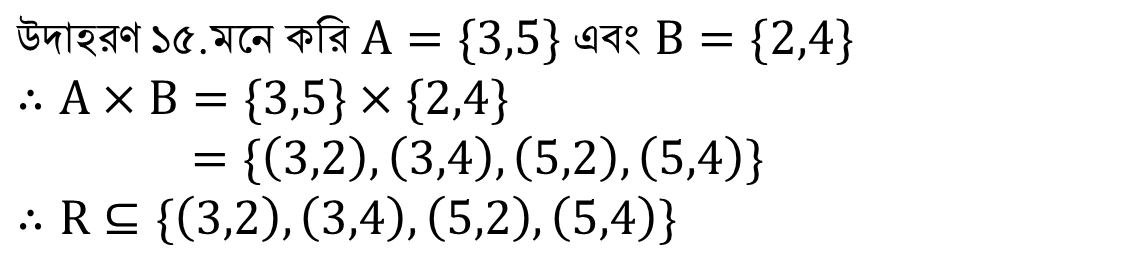 উদাহরণ ১৫.মনে করি A = {3,5} এবং B = {2,4}
∴ A × B = {3,5} × {2,4}
= {(3,2), (3,4), (5,2), (5,4)}
∴ R ⊆ {(3,2), (3,4), (5,2), (5,4)}